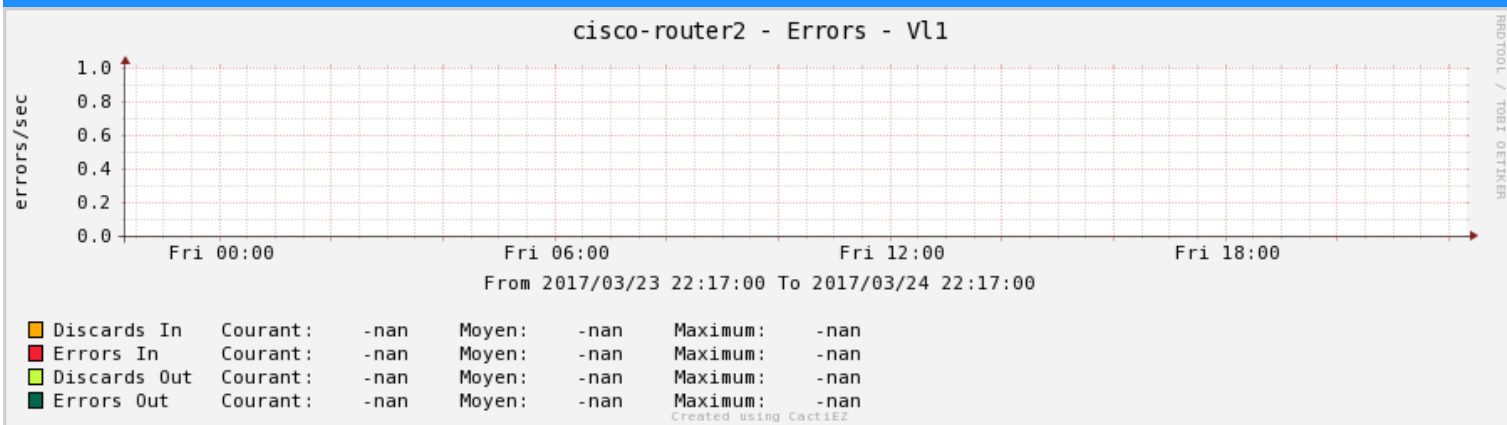 cisco-router2 - Errors - Vl1
RRDTOOL / TOBI OETIKER
errors/sec
1.0
0.8
0.6
0.4
0.2
0.0
Fri 00:00 Fri 06:00 Fri 12:00 Fri 18:00
From 2017/03/23 22:17:00 To 2017/03/24 22:17:00
Discards In Courant: -nan Moyen: -nan Maximum: -nan
Errors In Courant: -nan Moyen: -nan Maximum: -nan
Discards Out Courant: -nan Moyen: -nan Maximum: -nan
Errors Out Courant: -nan Moyen: -nan Maximum: -nan
Created using CactiEZ